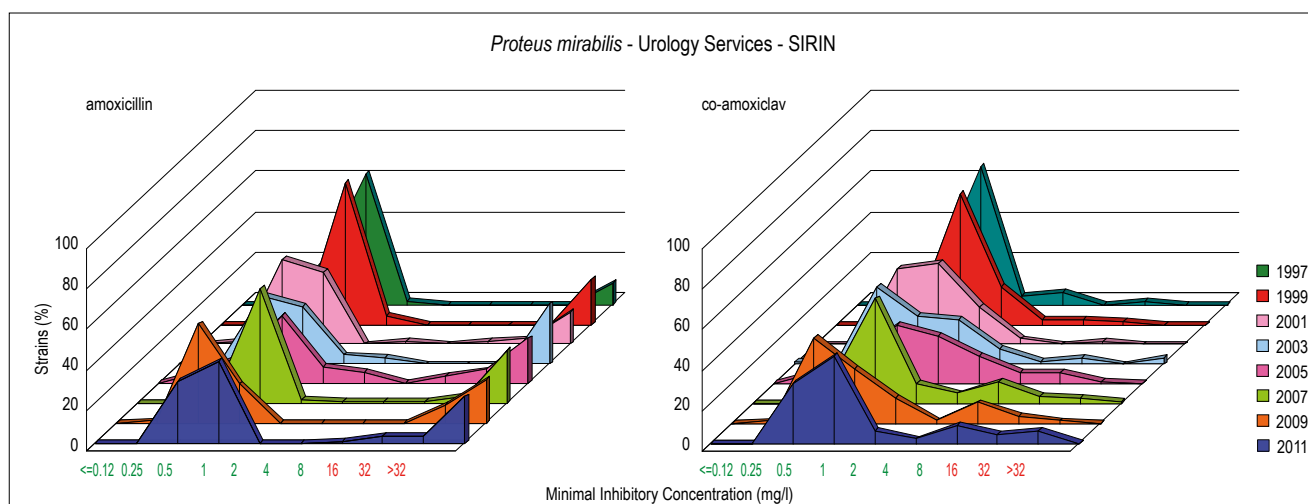 Proteus mirabilis - Urology Services - SIRIN
amoxicillin
co-amoxiclav
Strains (%)
100
80
60
40
20
0
<=0.12 0.25 0.5 1 2 4 8 16 32 >32
100
80
60
40
20
0
<=0.12 0.25 0.5 1 2 4 8 16 32 >32
Minimal Inhibitory Concentration (mg/l)
1997
1999
2001
2003
2005
2007
2009
2011